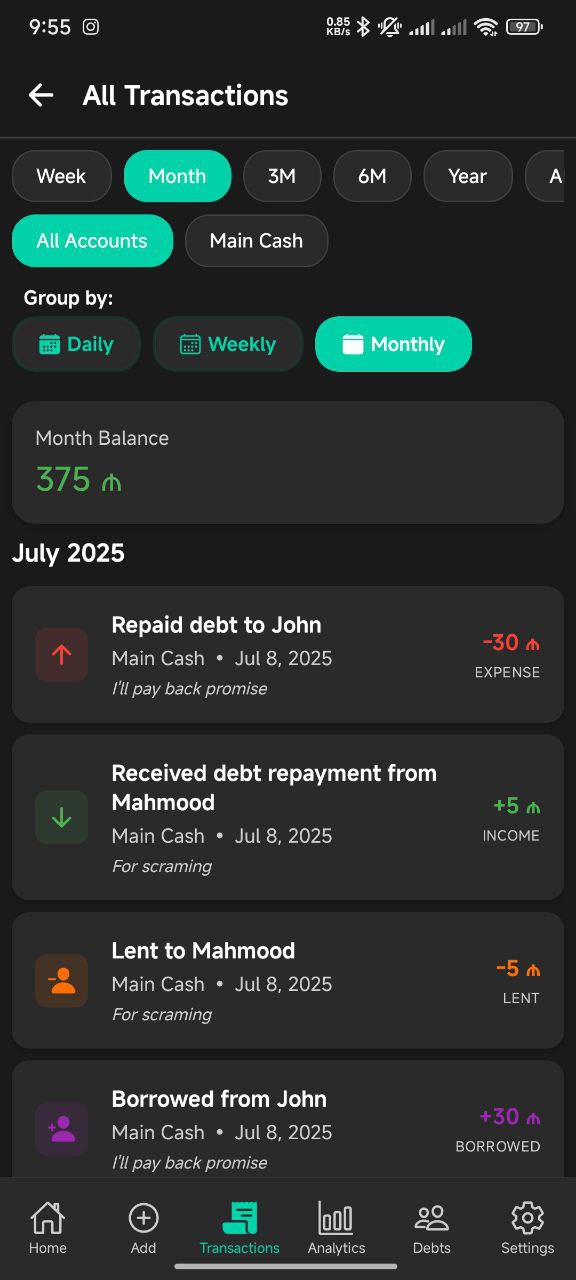 9:55
0.85
KB/s
97
All Transactions
Week Month 3M 6M Year A
All Accounts Main Cash
Group by:
Daily Weekly Monthly
Month Balance
375 ₼
July 2025
Repaid debt to John
Main Cash • Jul 8, 2025
I'll pay back promise
-30 ₼
EXPENSE
Received debt repayment from
Mahmood
Main Cash • Jul 8, 2025
For scraming
+5 ₼
INCOME
Lent to Mahmood
Main Cash • Jul 8, 2025
For scraming
-5 ₼
LENT
Borrowed from John
Main Cash • Jul 8, 2025
I'll pay back promise
+30 ₼
BORROWED
Home Add Transactions Analytics Debts Settings